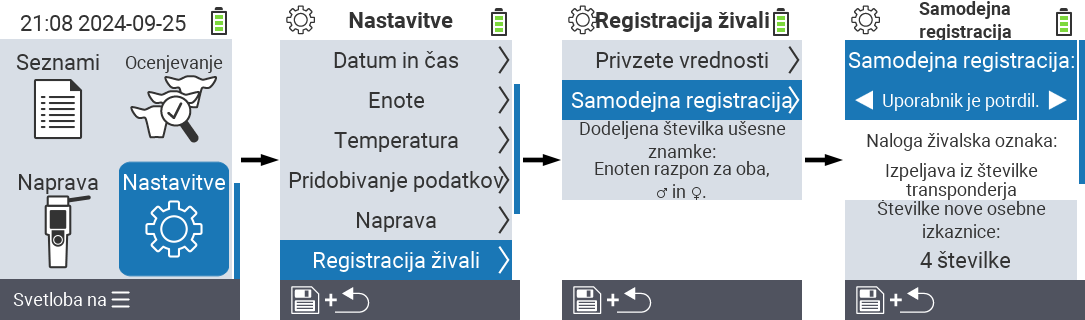 21:08 2024-09-25
Seznami
Ocenjevanje
Naprava
Nastavitve
Svetloba na
Nastavitve
Datum in čas
Enote
Temperatura
Pridobivanje podatkov
Naprava
Registracija živali
+
Registracija živali
Privzete vrednosti
Samodejna registracija
Dodeljena številka ušesne
znamke:
Enoten razpon za oba,
♂ in ♀.
+
Samodejna
registracija
Samodejna registracija:
Uporabnik je potrdil.
Naloga živalska oznaka:
Izpeljava iz številke
transponderja
Številke nove osebne
izkaznice:
4 številke
+